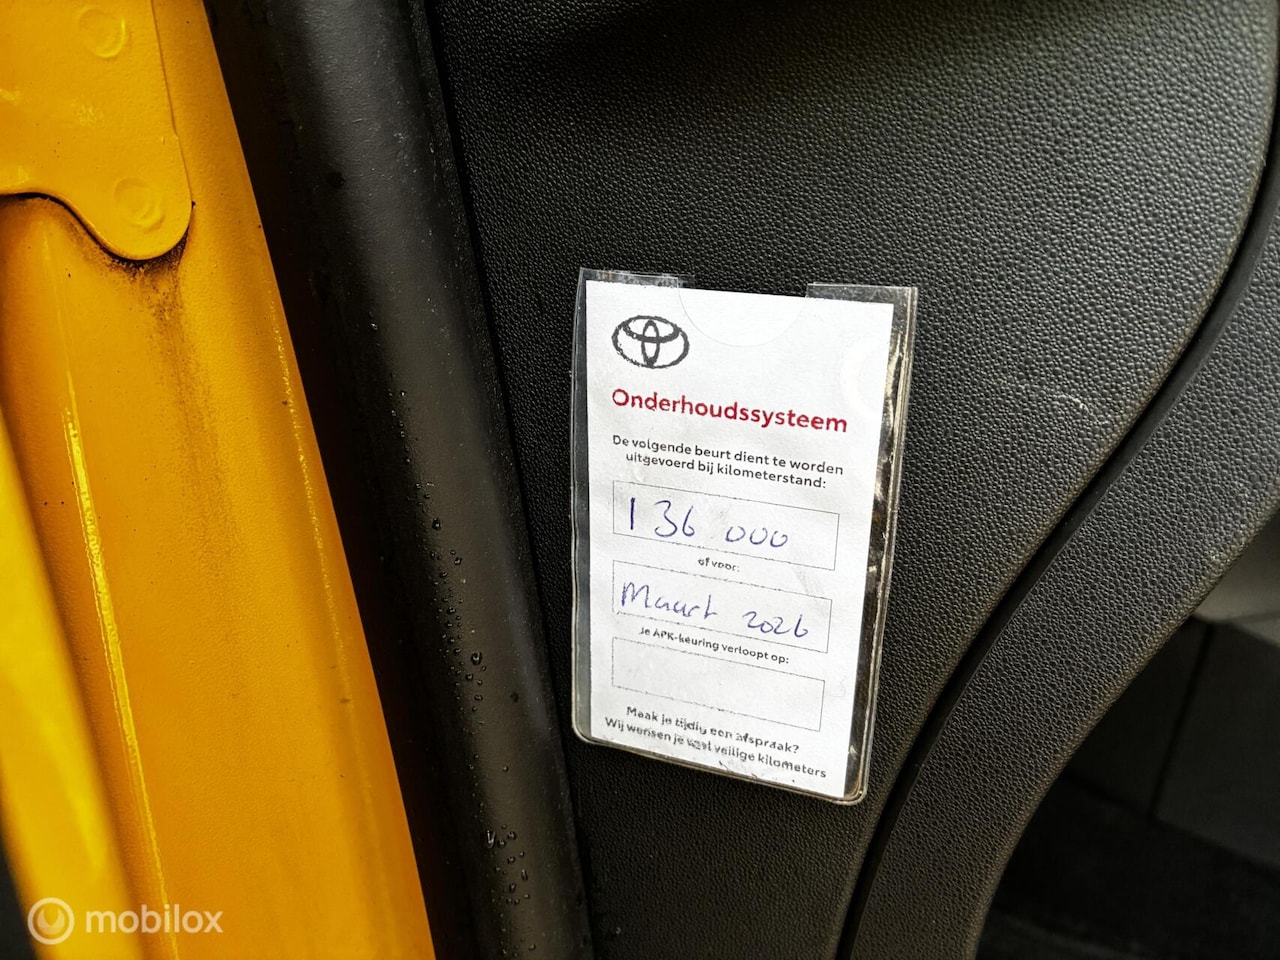 Onderhoudssysteem
De volgende beurt dient te worden
uitgevoerd bij kilometerstand:
136 000
of voor:
Maart 2026
Je APK-keuring verloopt op:
Maak je tijdig een afspraak?
Wij wensen je veel veilige kilometers
mobilox